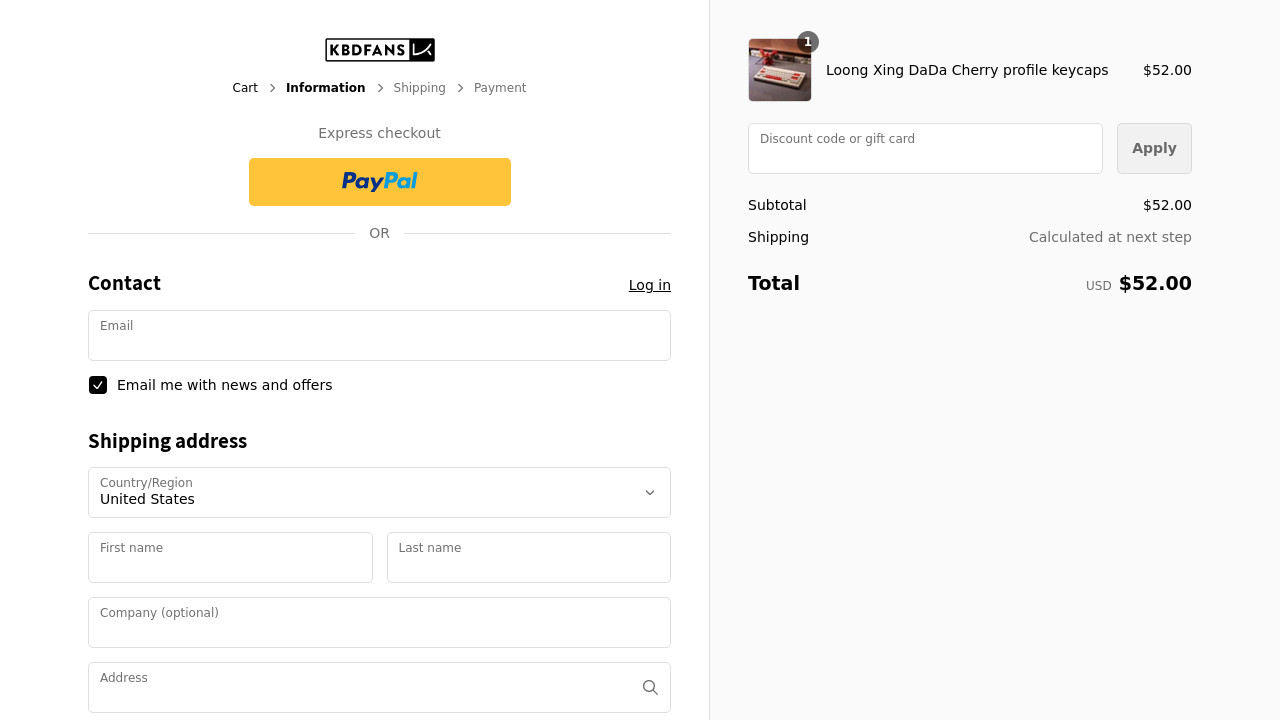 KBDFANS
Cart > Information > Shipping > Payment
Express checkout
PayPal
OR
Contact
Log in
Email
Email me with news and offers
Shipping address
Country/Region
United States
First name
Last name
Company (optional)
Address
1
Loong Xing DaDa Cherry profile keycaps $52.00
Discount code or gift card
Apply
Subtotal $52.00
Shipping Calculated at next step
Total USD $52.00